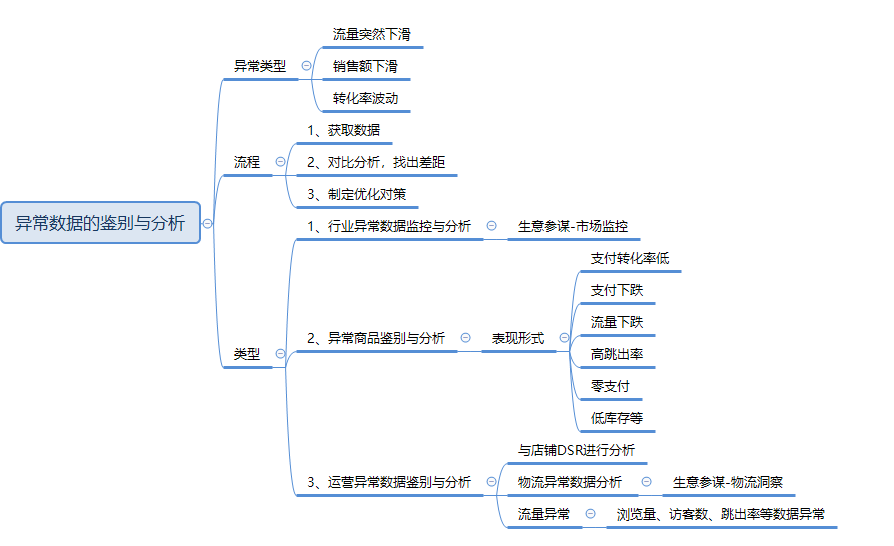 异常数据的鉴别与分析
异常类型
流量突然下滑
销售额下滑
转化率波动
流程
1、获取数据
2、对比分析，找出差距
3、制定优化对策
类型
1、行业异常数据监控与分析
生意参谋-市场监控
2、异常商品鉴别与分析
表现形式
支付转化率低
支付下跌
流量下跌
高跳出率
零支付
低库存等
3、运营异常数据鉴别与分析
与店铺DSR进行分析
物流异常数据分析
生意参谋-物流洞察
流量异常
浏览量、访客数、跳出率等数据异常